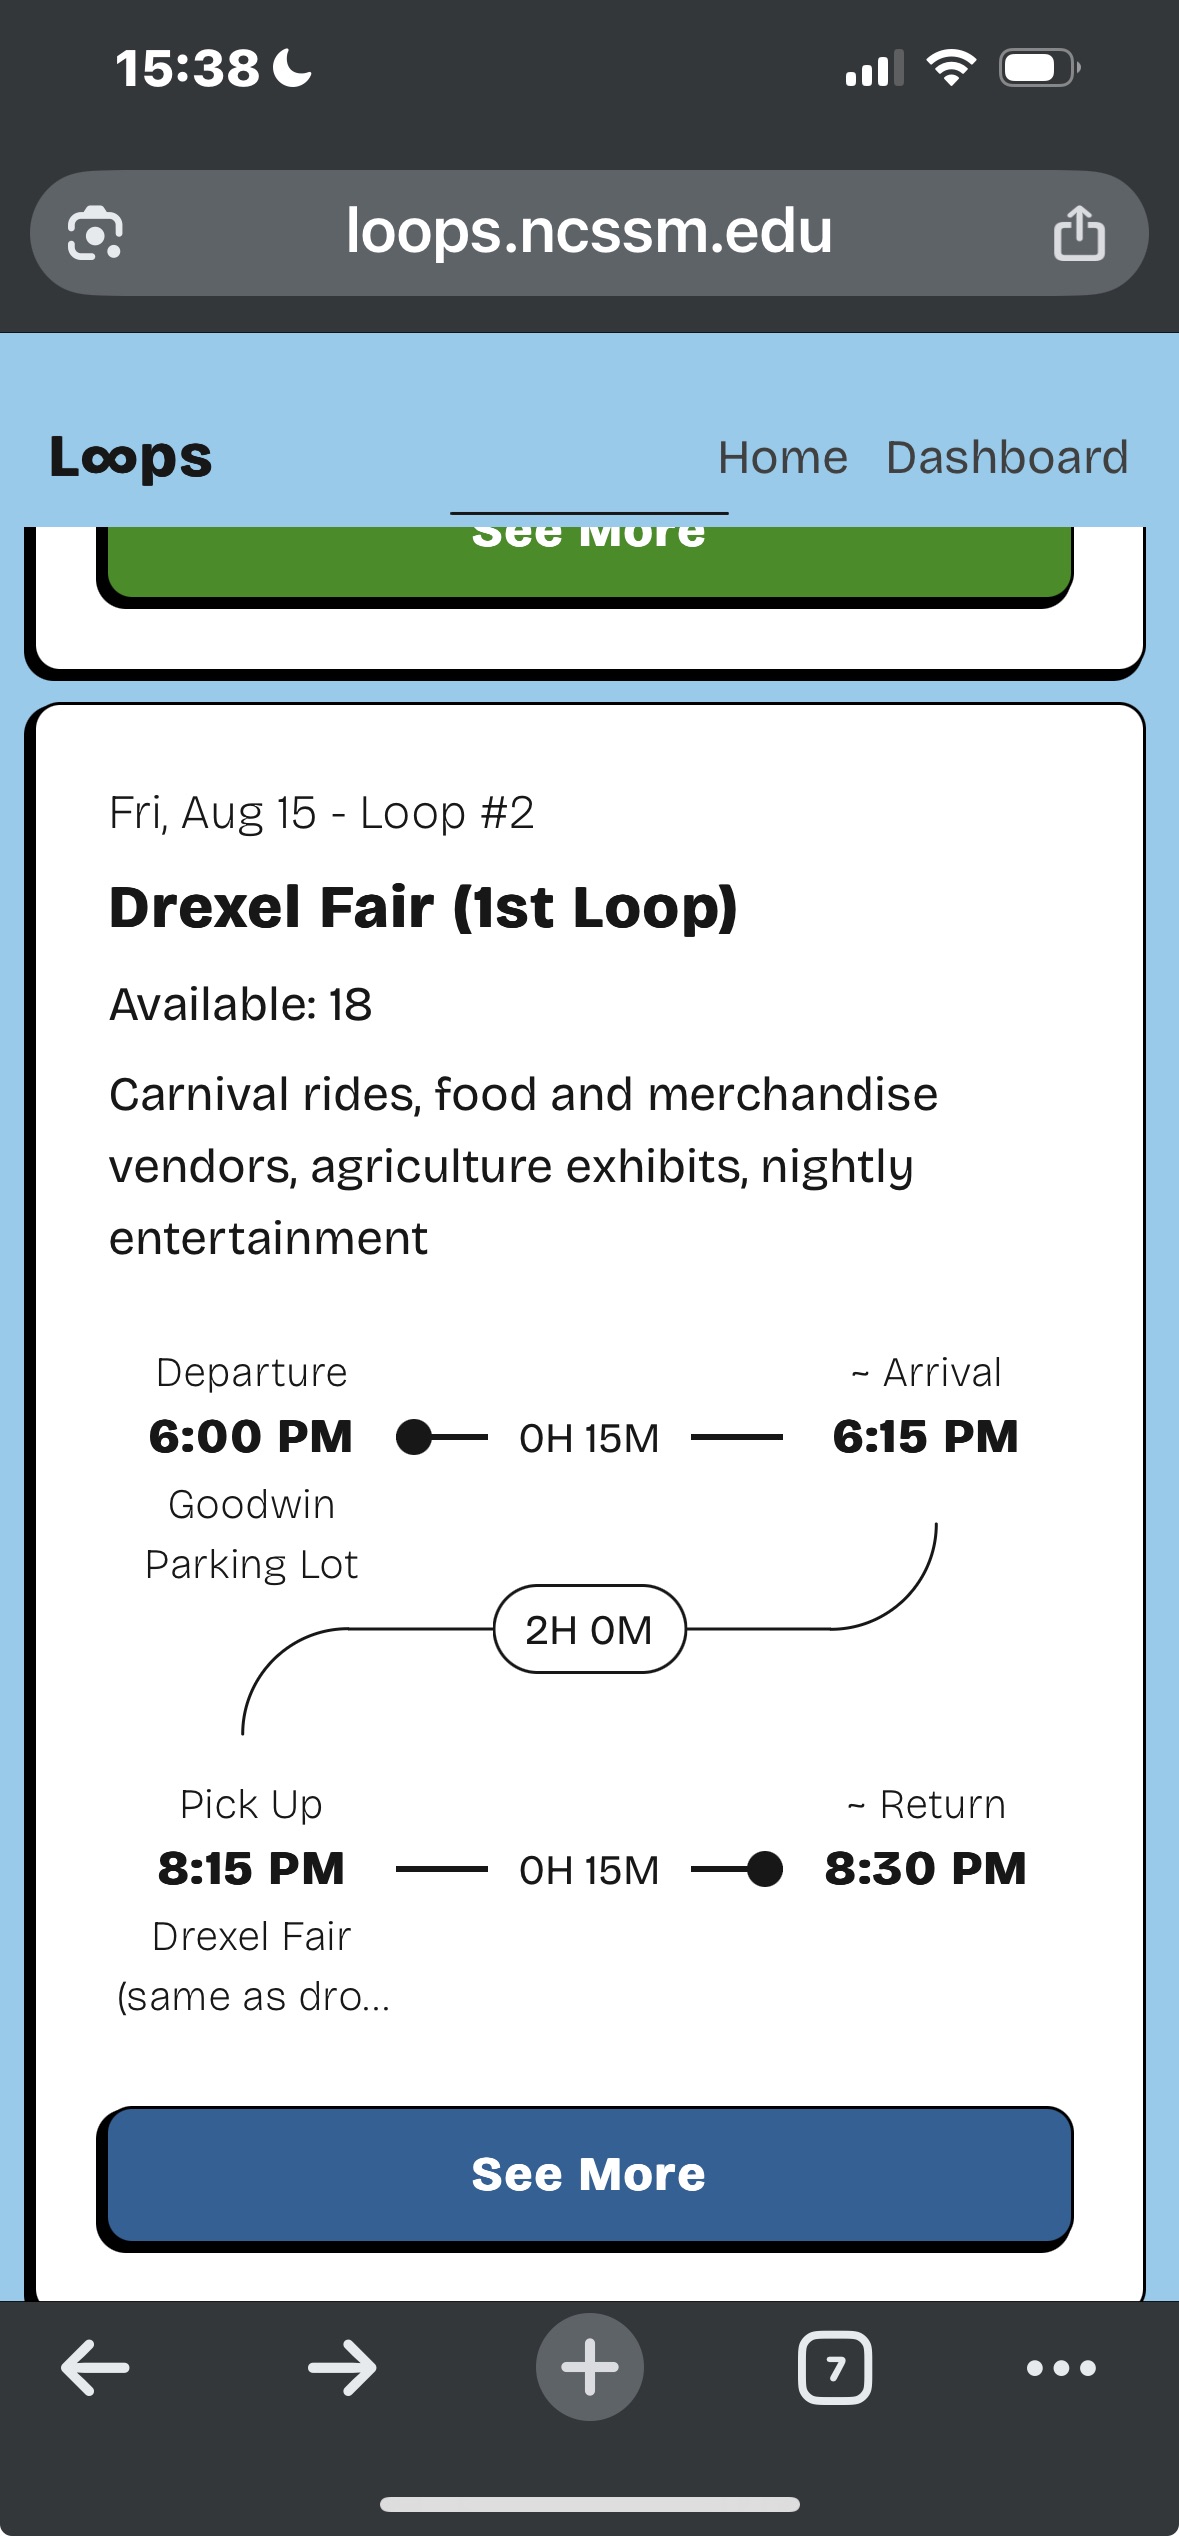 15:38
loops.ncssm.edu
Loops
Home Dashboard
See More
Fri, Aug 15 - Loop #2
Drexel Fair (1st Loop)
Available: 18
Carnival rides, food and merchandise
vendors, agriculture exhibits, nightly
entertainment
Departure ~ Arrival
6:00 PM 0H 15M 6:15 PM
Goodwin
Parking Lot
2H 0M
Pick Up ~ Return
8:15 PM 0H 15M 8:30 PM
Drexel Fair
(same as dro...
See More
7